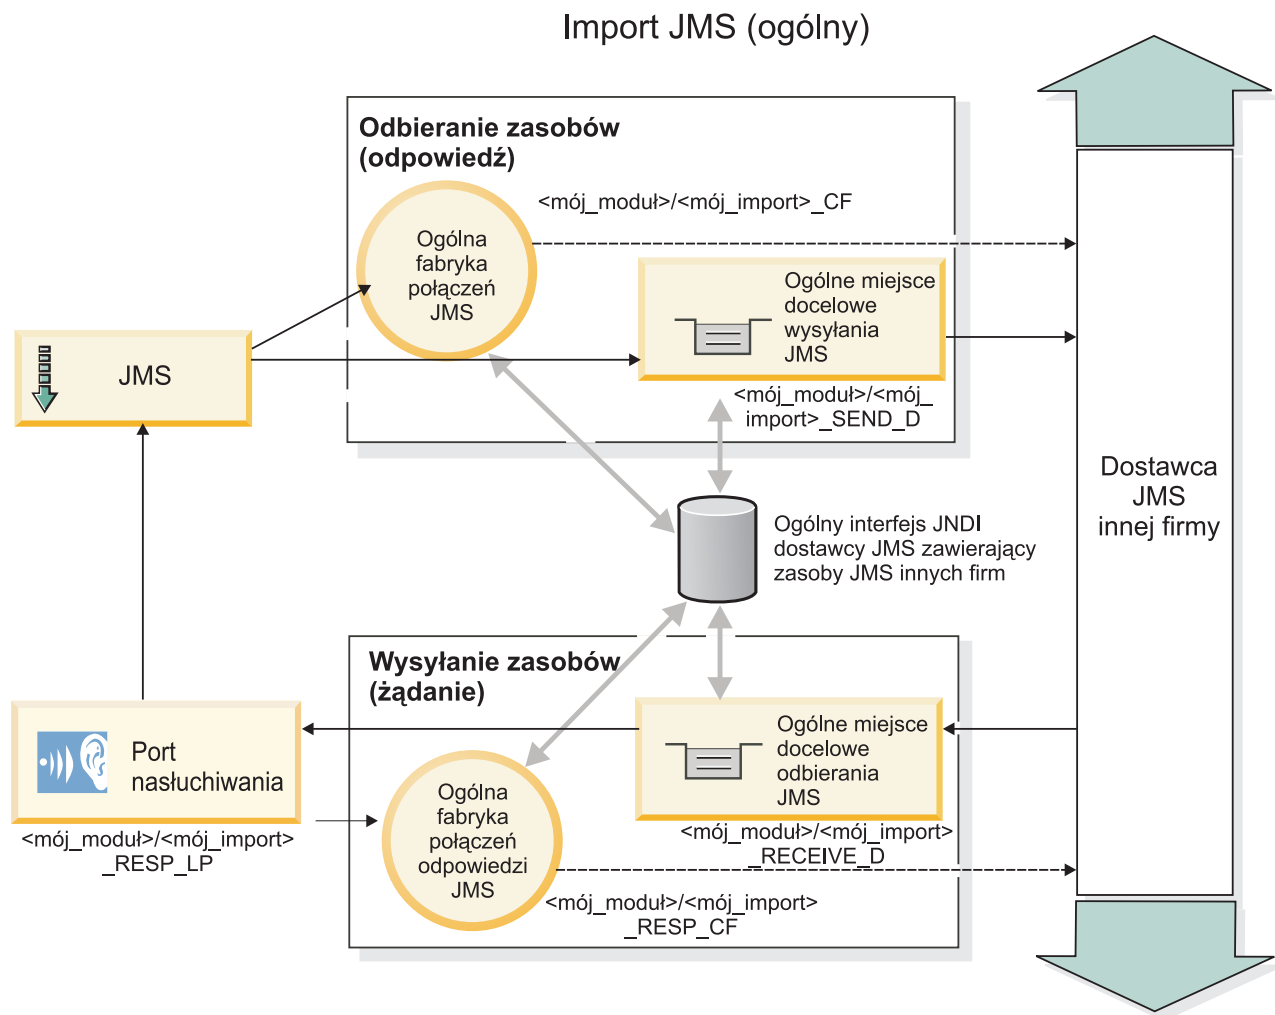 Import JMS (ogólny)
Odbieranie zasobów
(odpowiedź)
<mój_moduł>/<mój_import>_CF
Ogólna
fabryka
połączeń
JMS
Ogólne miejsce
docelowe
wysyłania
JMS
JMS
<mój_moduł>/<mój_
import>_SEND_D
Dostawca
JMS
innej firmy
Ogólny interfejs JNDI
dostawcy JMS zawierający
zasoby JMS innych firm
Wysyłanie zasobów
(żądanie)
Port
nasłuchiwania
Ogólne miejsce
docelowe
odbierania
JMS
Ogólna
fabryka
połączeń
odpowiedzi
JMS
<mój_moduł>/<mój_import>
_RESP_LP
<mój_moduł>/<mój_import>
_RECEIVE_D
<mój_moduł>/<mój_import>
_RESP_CF